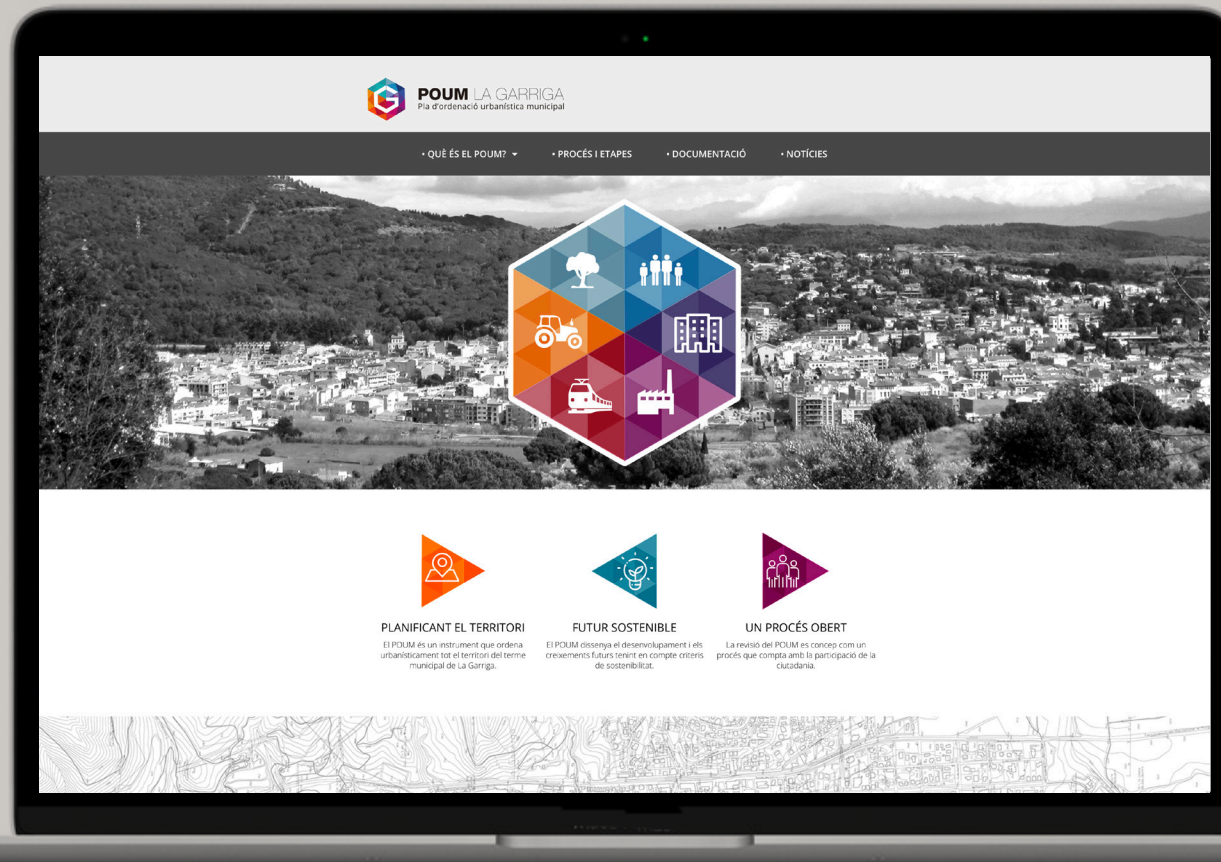 POUM LA GARRIGA
Pla d'ordenació urbanística municipal
• QUÈ ÉS EL POUM? • PROCÉS I ETAPES • DOCUMENTACIÓ • NOTÍCIES
PLANIFICANT EL TERRITORI
El POUM és un instrument que ordena
urbanísticament tot el territori del terme
municipal de La Garriga.
FUTUR SOSTENIBLE
El POUM dissenya el desenvolupament i els
creixements futurs tenint en compte criteris
de sostenibilitat.
UN PROCÉS OBERT
La revisió del POUM es concep com un
procés que compta amb la participació de la
ciutadania.